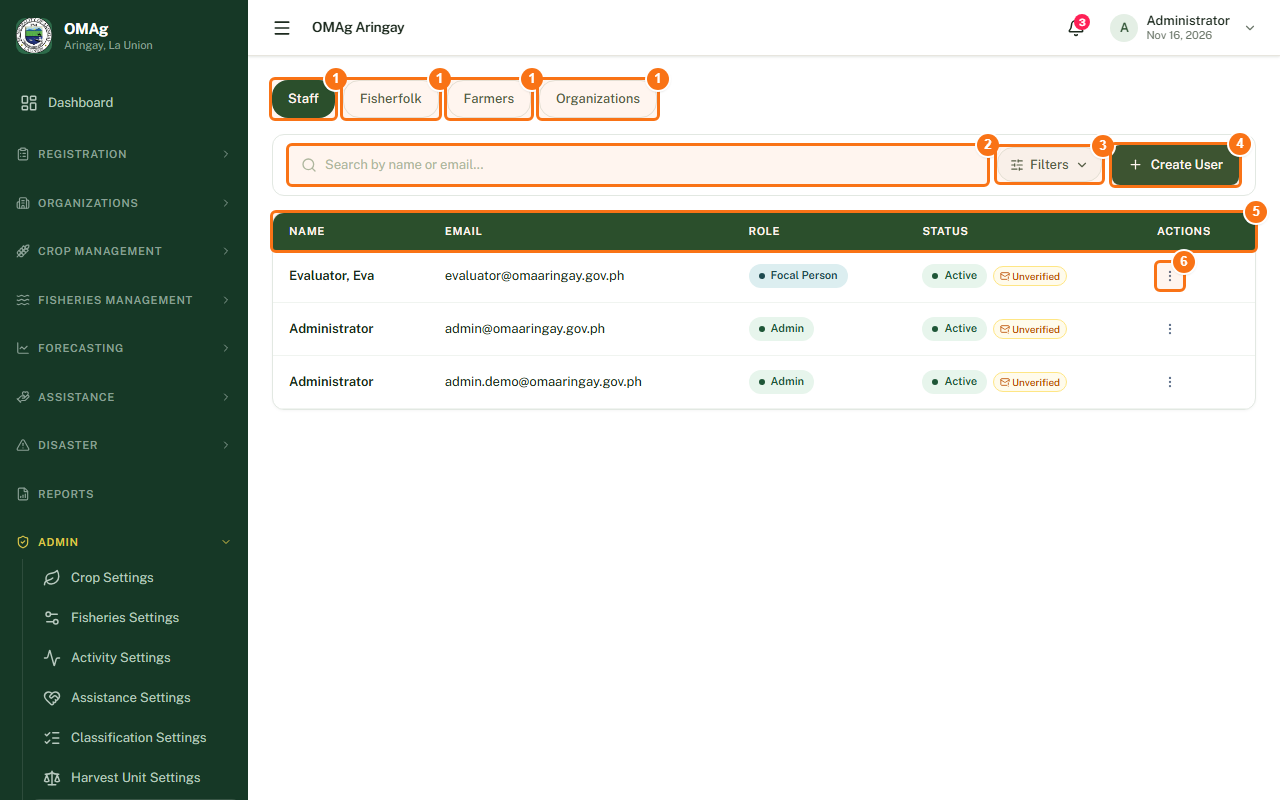 OMAg
Aringay, La Union
Dashboard
REGISTRATION
ORGANIZATIONS
CROP MANAGEMENT
FISHERIES MANAGEMENT
FORECASTING
ASSISTANCE
DISASTER
REPORTS
ADMIN
Crop Settings
Fisheries Settings
Activity Settings
Assistance Settings
Classification Settings
Harvest Unit Settings
OMAg Aringay
3
A
Administrator
Nov 16, 2026
Staff 1 Fisherfolk 1 Farmers 1 Organizations 1
Search by name or email... 2 Filters 3 + Create User 4
5
NAME EMAIL ROLE STATUS ACTIONS
Evaluator, Eva evaluator@omaaringay.gov.ph Focal Person Active Unverified 6
Administrator admin@omaaringay.gov.ph Admin Active Unverified
Administrator admin.demo@omaaringay.gov.ph Admin Active Unverified